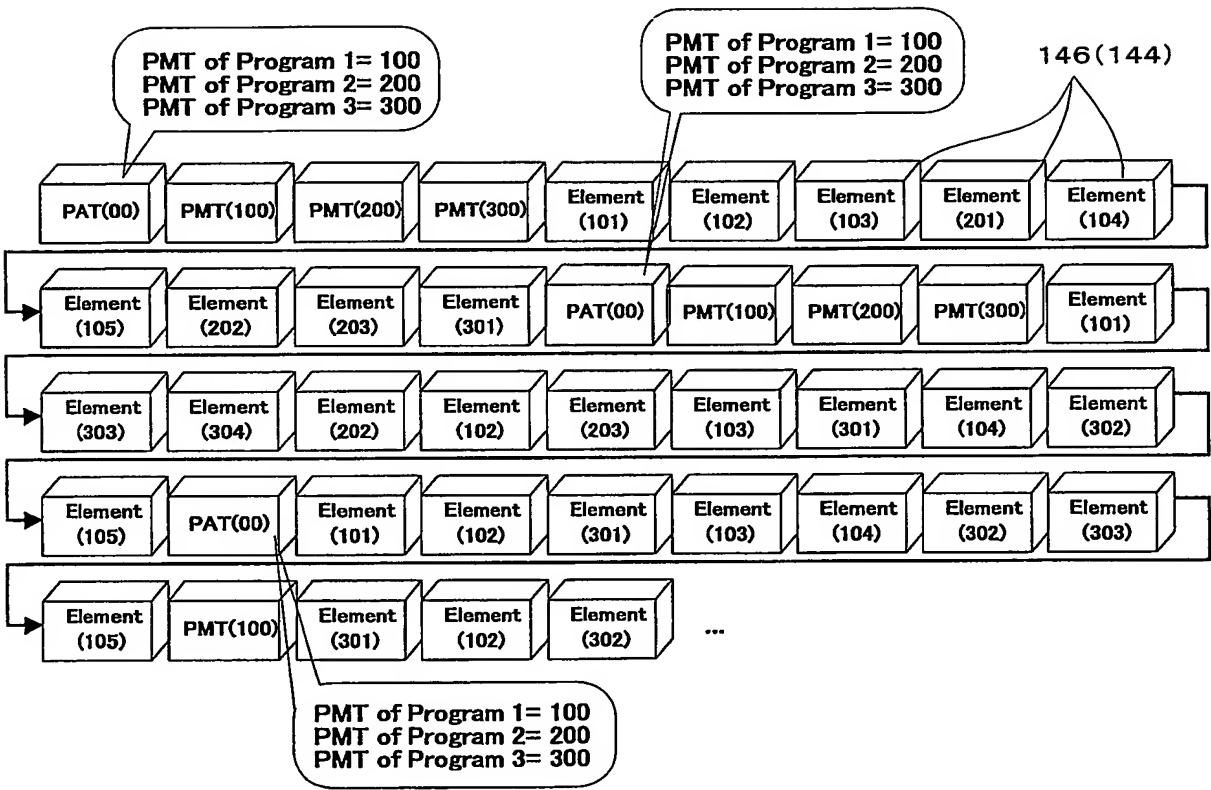 PMT of Program 1= 100
PMT of Program 2= 200
PMT of Program 3= 300
PMT of Program 1= 100
PMT of Program 2= 200
PMT of Program 3= 300
146(144)
PAT(00) PMT(100) PMT(200) PMT(300) Element (101) Element (102) Element (103) Element (201) Element (104)
Element (105) Element (202) Element (203) Element (301) PAT(00) PMT(100) PMT(200) PMT(300) Element (101)
Element (303) Element (304) Element (202) Element (102) Element (203) Element (103) Element (301) Element (104) Element (302)
Element (105) PAT(00) Element (101) Element (102) Element (301) Element (103) Element (104) Element (302) Element (303)
Element (105) PMT(100) Element (301) Element (102) Element (302) ...
PMT of Program 1= 100
PMT of Program 2= 200
PMT of Program 3= 300